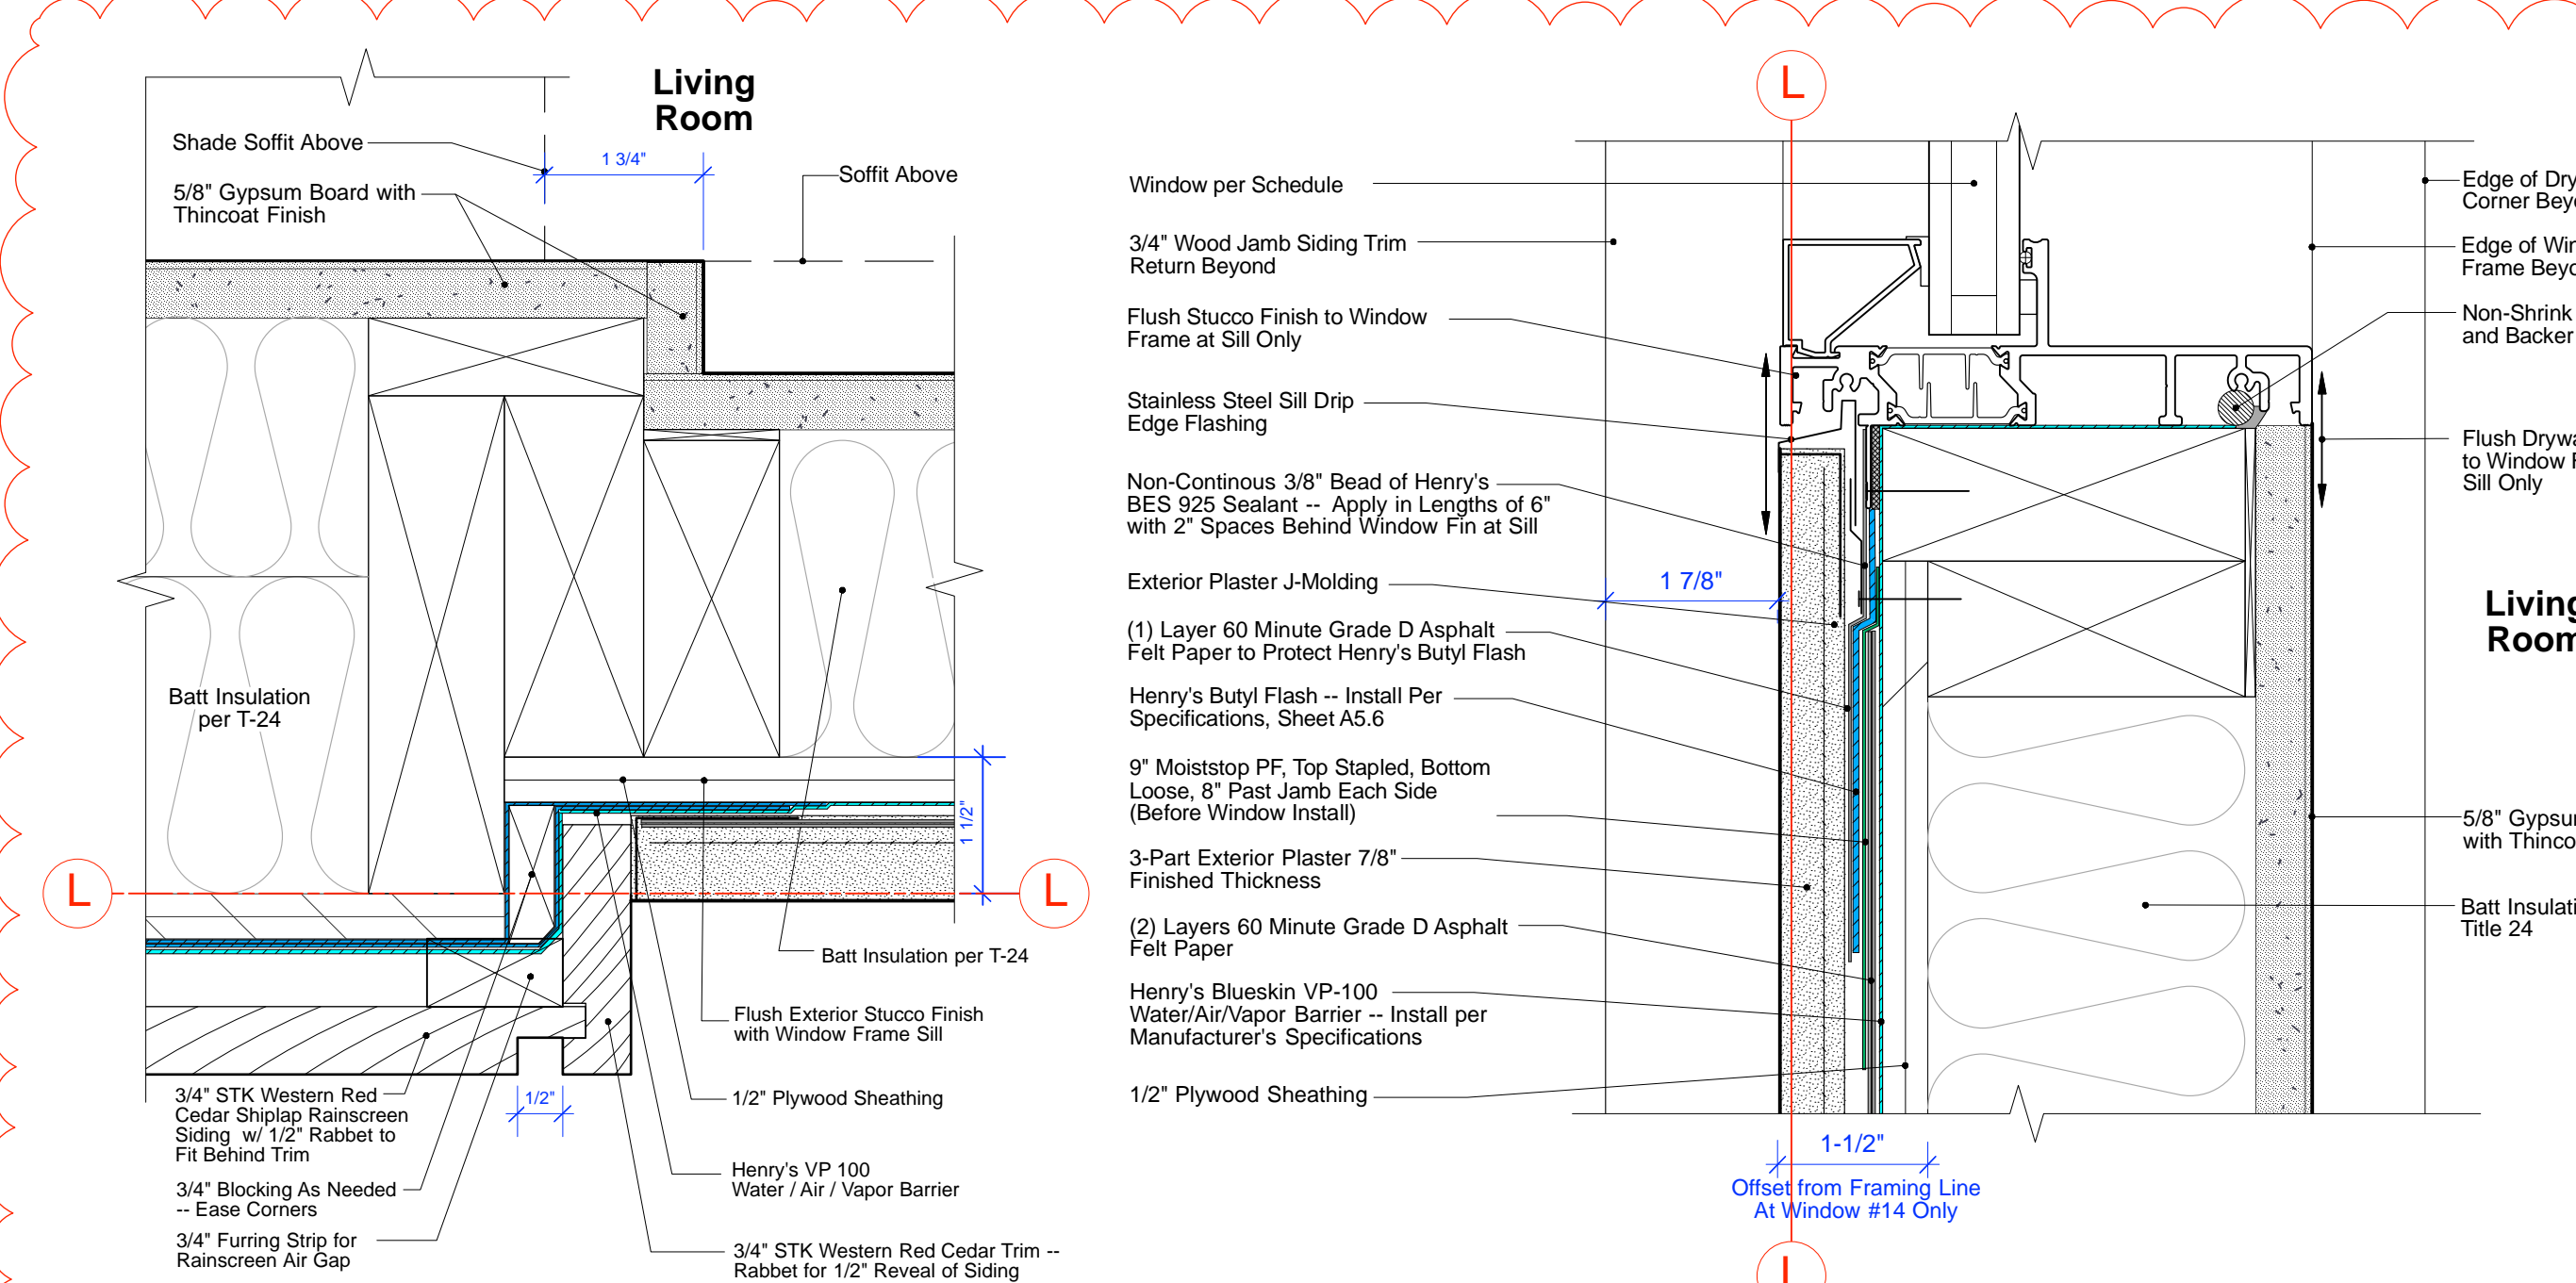 Living
Room
Shade Soffit Above
1 3/4"
Soffit Above
5/8" Gypsum Board with
Thincoat Finish
Batt Insulation
per T-24
1 1/2"
L
L
Batt Insulation per T-24
Flush Exterior Stucco Finish
with Window Frame Sill
1/2"
1/2" Plywood Sheathing
3/4" STK Western Red
Cedar Shiplap Rainscreen
Siding w/ 1/2" Rabbet to
Fit Behind Trim
3/4" Blocking As Needed
-- Ease Corners
3/4" Furring Strip for
Rainscreen Air Gap
Henry's VP 100
Water / Air / Vapor Barrier
3/4" STK Western Red Cedar Trim --
Rabbet for 1/2" Reveal of Siding
L
Window per Schedule
3/4" Wood Jamb Siding Trim
Return Beyond
Flush Stucco Finish to Window
Frame at Sill Only
Stainless Steel Sill Drip
Edge Flashing
Non-Continous 3/8" Bead of Henry's
BES 925 Sealant -- Apply in Lengths of 6"
with 2" Spaces Behind Window Fin at Sill
Exterior Plaster J-Molding
1 7/8"
(1) Layer 60 Minute Grade D Asphalt
Felt Paper to Protect Henry's Butyl Flash
Henry's Butyl Flash -- Install Per
Specifications, Sheet A5.6
9" Moiststop PF, Top Stapled, Bottom
Loose, 8" Past Jamb Each Side
(Before Window Install)
3-Part Exterior Plaster 7/8"
Finished Thickness
(2) Layers 60 Minute Grade D Asphalt
Felt Paper
Henry's Blueskin VP-100
Water/Air/Vapor Barrier -- Install per
Manufacturer's Specifications
1/2" Plywood Sheathing
1-1/2"
Offset from Framing Line
At Window #14 Only
L
Edge of
Corner
Edge of
Frame
Non-Shrink
and Backer
Flush
to Window
Sill Only
Living
Room
5/8"
with
Batt
Title 24